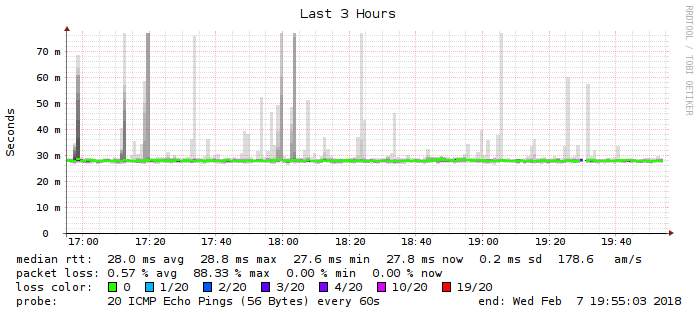 Last 3 Hours
RRDTOOL / TOBI OETIKER
Seconds
70 m
60 m
50 m
40 m
30 m
20 m
10 m
0
17:00 17:20 17:40 18:00 18:20 18:40 19:00 19:20 19:40
median rtt: 28.0 ms avg 28.8 ms max 27.6 ms min 27.8 ms now 0.2 ms sd 178.6 am/s
packet loss: 0.57 % avg 88.33 % max 0.00 % min 0.00 % now
loss color: 0 1/20 2/20 3/20 4/20 10/20 19/20
probe: 20 ICMP Echo Pings (56 Bytes) every 60s end: Wed Feb 7 19:55:03 2018